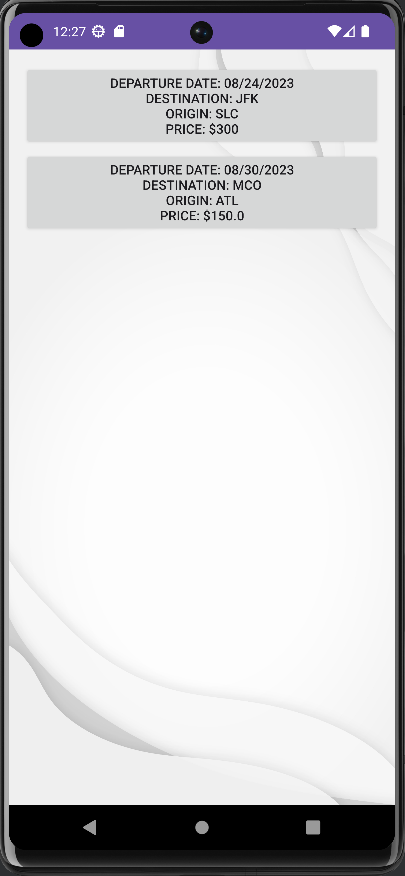 12:27
DEPARTURE DATE: 08/24/2023
DESTINATION: JFK
ORIGIN: SLC
PRICE: $300
DEPARTURE DATE: 08/30/2023
DESTINATION: MCO
ORIGIN: ATL
PRICE: $150.0